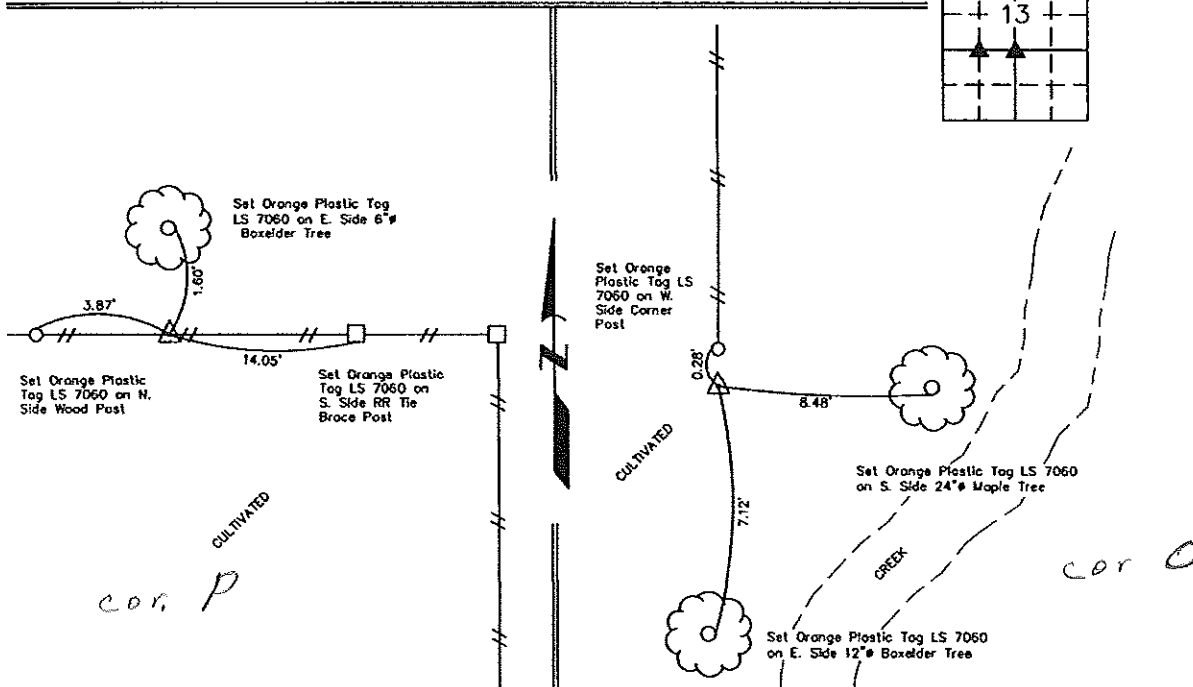 13
Set Orange Plastic Tag
LS 7060 on E. Side 6"ø
Boxelder Tree
1.60'
3.87'
14.05'
Set Orange Plastic
Tag LS 7060 on N.
Side Wood Post
Set Orange Plastic
Tag LS 7060 on
S. Side RR Tie
Brace Post
CULTIVATED
cor. P
Z
Set Orange
Plastic Tag LS
7060 on W.
Side Corner
Post
0.28'
8.48'
CULTIVATED
7.12'
Set Orange Plastic Tag LS 7060
on S. Side 24"ø Maple Tree
CREEK
cor O
Set Orange Plastic Tag LS 7060
on E. Side 12"ø Boxelder Tree